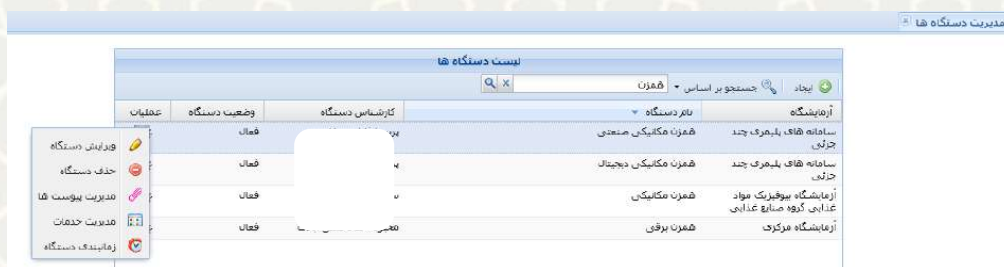 مدیریت دستگاه ها
لیست دستگاه ها
ایجاد جستجو بر اساس همزن
آزمایشگاه نام دستگاه کارشناس دستگاه وضعیت دستگاه عملیات
سامانه های پلیمری چند جزئی همزن مکانیکی صنعتی فعال
سامانه های پلیمری چند جزئی همزن مکانیکی دیجیتال فعال
آزمایشگاه بیوفیزیک مواد غذایی گروه صنایع غذایی همزن مکانیکی فعال
آزمایشگاه مرکزی همزن برقی فعال
ویرایش دستگاه
حذف دستگاه
مدیریت پیوست ها
مدیریت خدمات
زمانبندی دستگاه